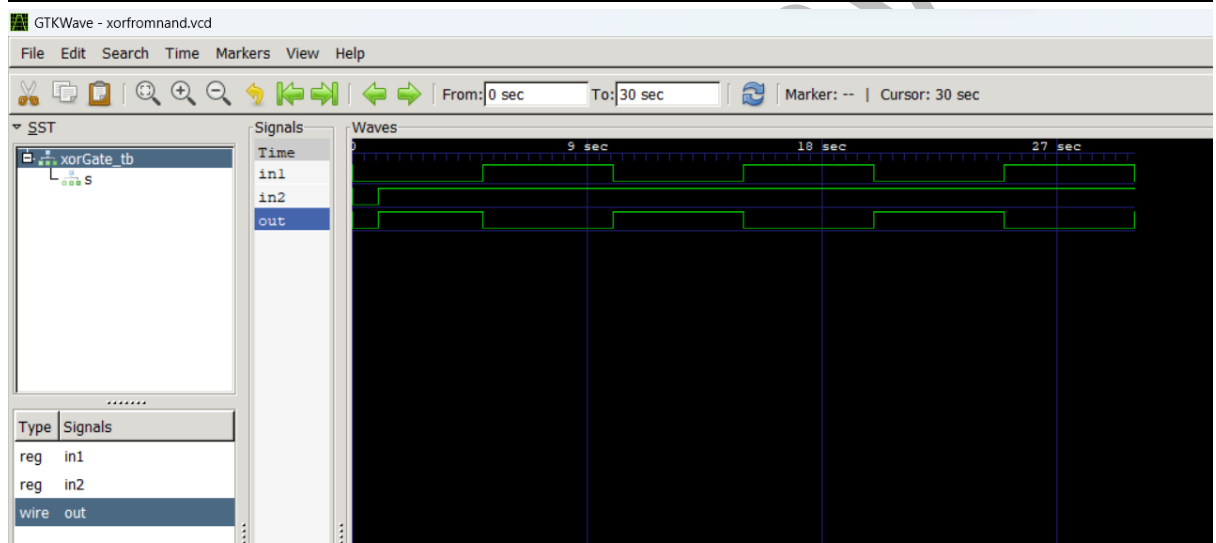 GTKWave - xorfromnand.vcd
File Edit Search Time Markers View Help
From: 0 sec To: 30 sec Marker: -- | Cursor: 30 sec
SST
xorGate_tb
s
Signals
Time
in1
in2
out
Waves
0 9 sec 18 sec 27 sec
Type Signals
reg in1
reg in2
wire out